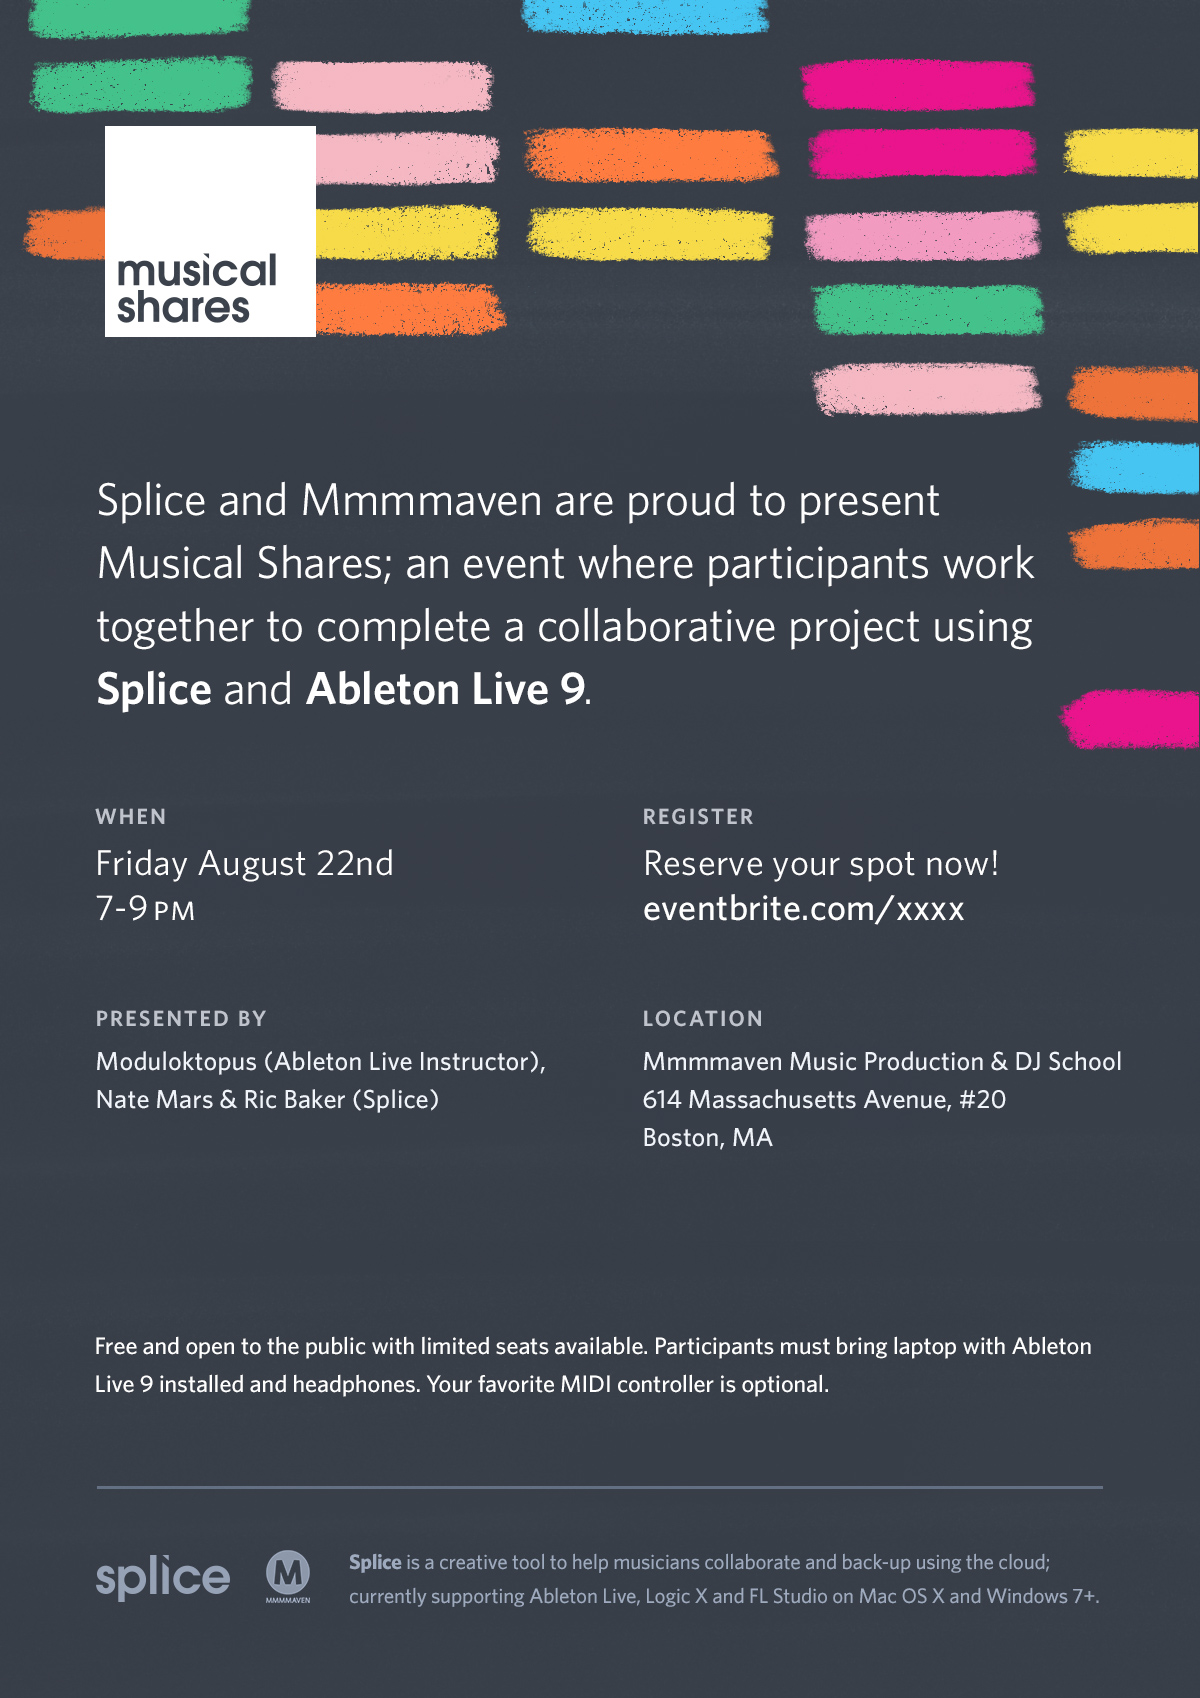 musical
shares
Splice and Mmmmaven are proud to present
Musical Shares; an event where participants work
together to complete a collaborative project using
Splice and Ableton Live 9.
WHEN
Friday August 22nd
7-9 PM
REGISTER
Reserve your spot now!
eventbrite.com/xxxx
PRESENTED BY
Moduloktopus (Ableton Live Instructor),
Nate Mars & Ric Baker (Splice)
LOCATION
Mmmmaven Music Production & DJ School
614 Massachusetts Avenue, #20
Boston, MA
Free and open to the public with limited seats available. Participants must bring laptop with Ableton
Live 9 installed and headphones. Your favorite MIDI controller is optional.
splice
M
MMMMAVEN
Splice is a creative tool to help musicians collaborate and back-up using the cloud;
currently supporting Ableton Live, Logic X and FL Studio on Mac OS X and Windows 7+.